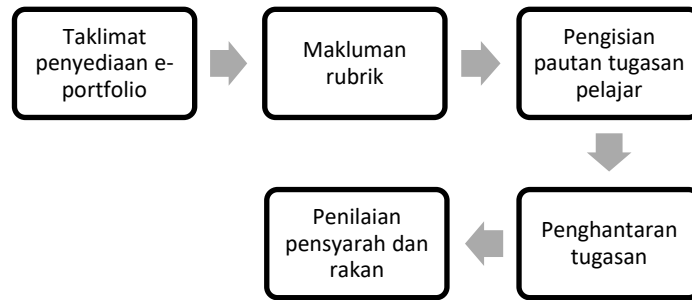 Taklimat
penyediaan e-
portfolio
Makluman
rubrik
Pengisian
pautan tugasan
pelajar
Penghantaran
tugasan
Penilaian
pensyarah dan
rakan